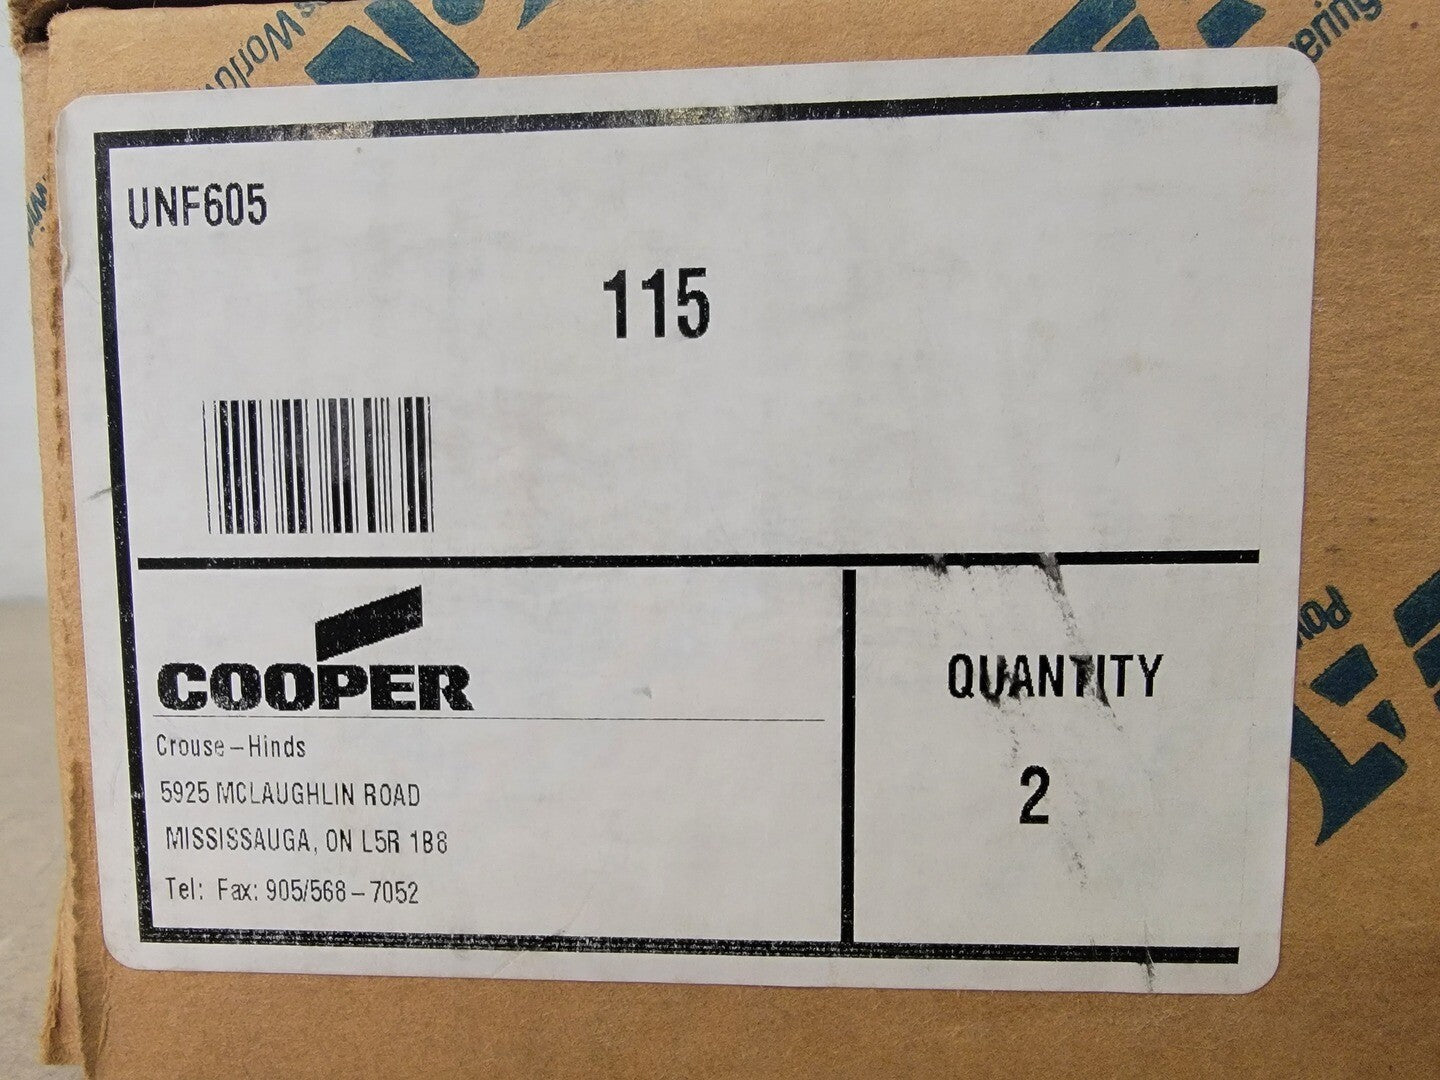 UNF605
115
COOPER
Crouse-Hinds
5925 MCLAUGHLIN ROAD
MISSISSAUGA, ON L5R 1B8
Tel: Fax: 905/568-7052
QUANTITY
2